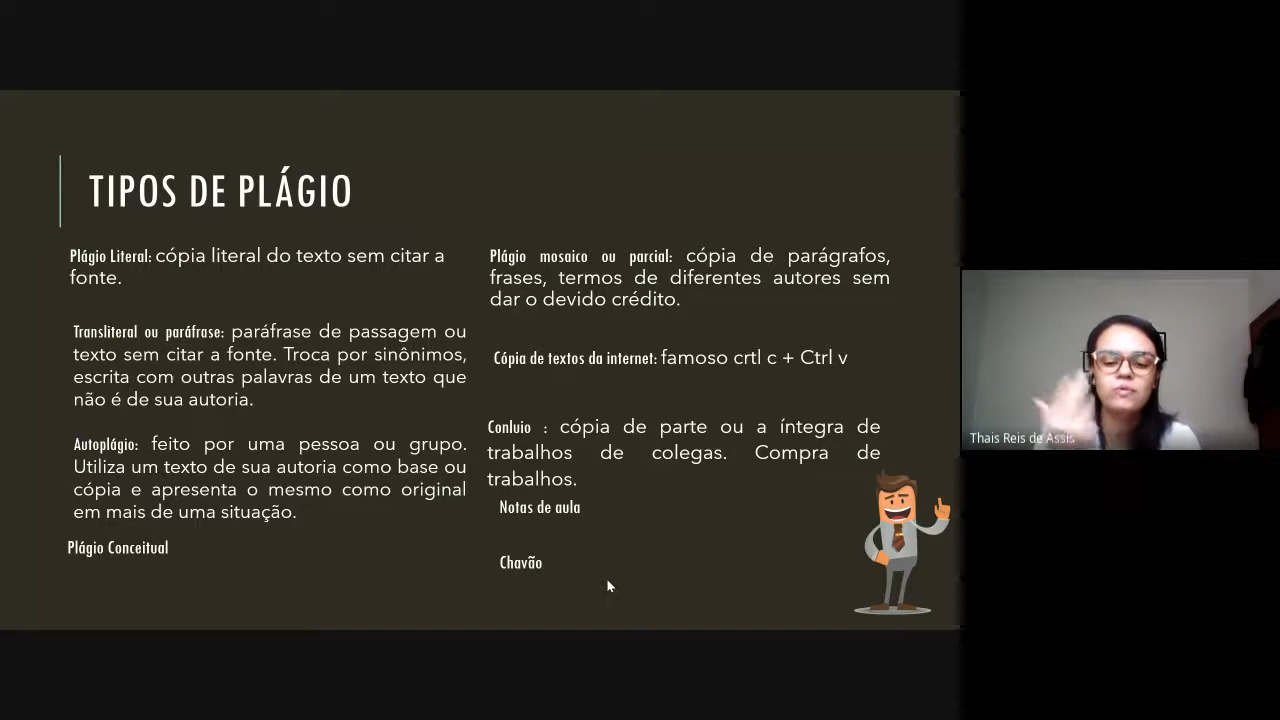 TIPOS DE PLÁGIO
Plágio Literal: cópia literal do texto sem citar a
fonte.
Transliteral ou paráfrase: paráfrase de passagem ou
texto sem citar a fonte. Troca por sinônimos,
escrita com outras palavras de um texto que
não é de sua autoria.
Autoplágio: feito por uma pessoa ou grupo.
Utiliza um texto de sua autoria como base ou
cópia e apresenta o mesmo como original
em mais de uma situação.
Plágio Conceitual
Plágio mosaico ou parcial: cópia de parágrafos,
frases, termos de diferentes autores sem
dar o devido crédito.
Cópia de textos da internet: famoso crtl c + Ctrl v
Conluio : cópia de parte ou a íntegra de
trabalhos de colegas. Compra de
trabalhos.
Notas de aula
Chavão
Thais Reis de Assis